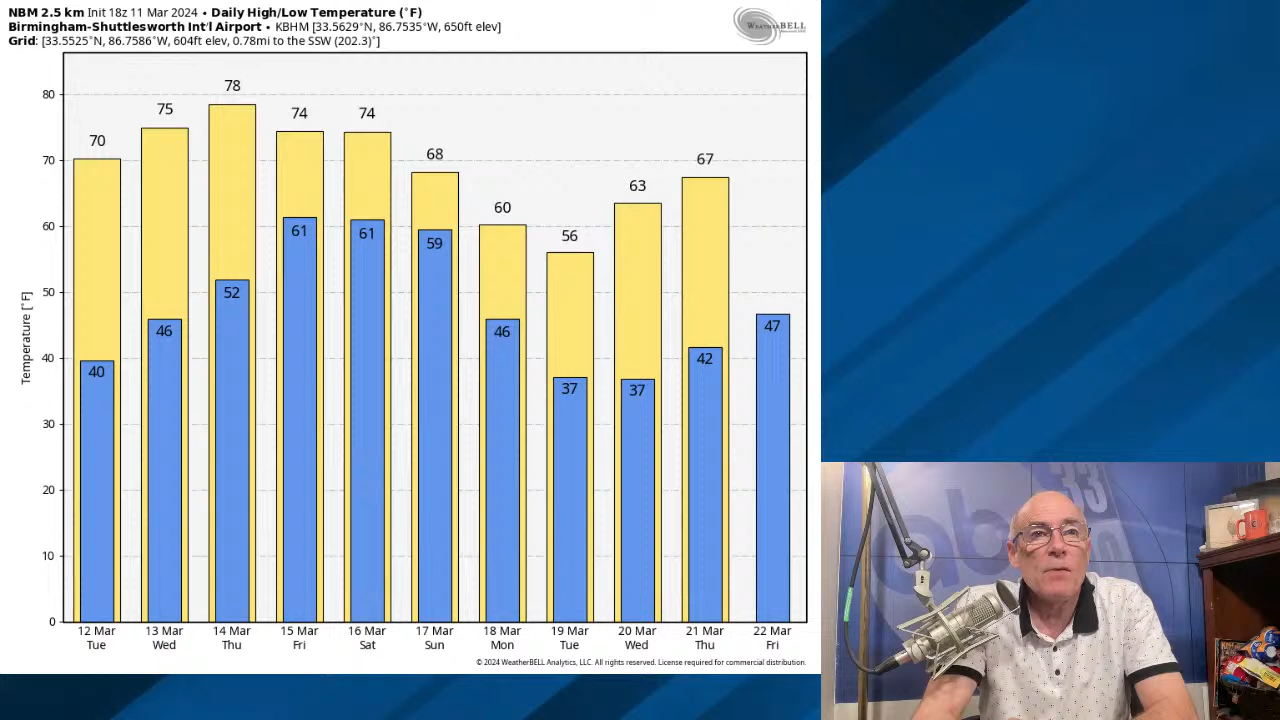 NBM 2.5 km Init 18z 11 Mar 2024 • Daily High/Low Temperature (°F)
Birmingham-Shuttlesworth Int'l Airport • KBHM [33.5629°N, 86.7535°W, 650ft elev]
Grid: [33.5525°N, 86.7586°W, 604ft elev, 0.78mi to the SSW (202.3)°]
WEATHERBELL
Temperature [°F]
80
70
60
50
40
30
20
10
0
70
75
78
74
74
68
60
56
63
67
40
46
52
61
61
59
46
37
37
42
47
12 Mar
Tue
13 Mar
Wed
14 Mar
Thu
15 Mar
Fri
16 Mar
Sat
17 Mar
Sun
18 Mar
Mon
19 Mar
Tue
20 Mar
Wed
21 Mar
Thu
22 Mar
Fri
© 2024 WeatherBELL Analytics, LLC. All rights reserved. License required for commercial distribution.
33